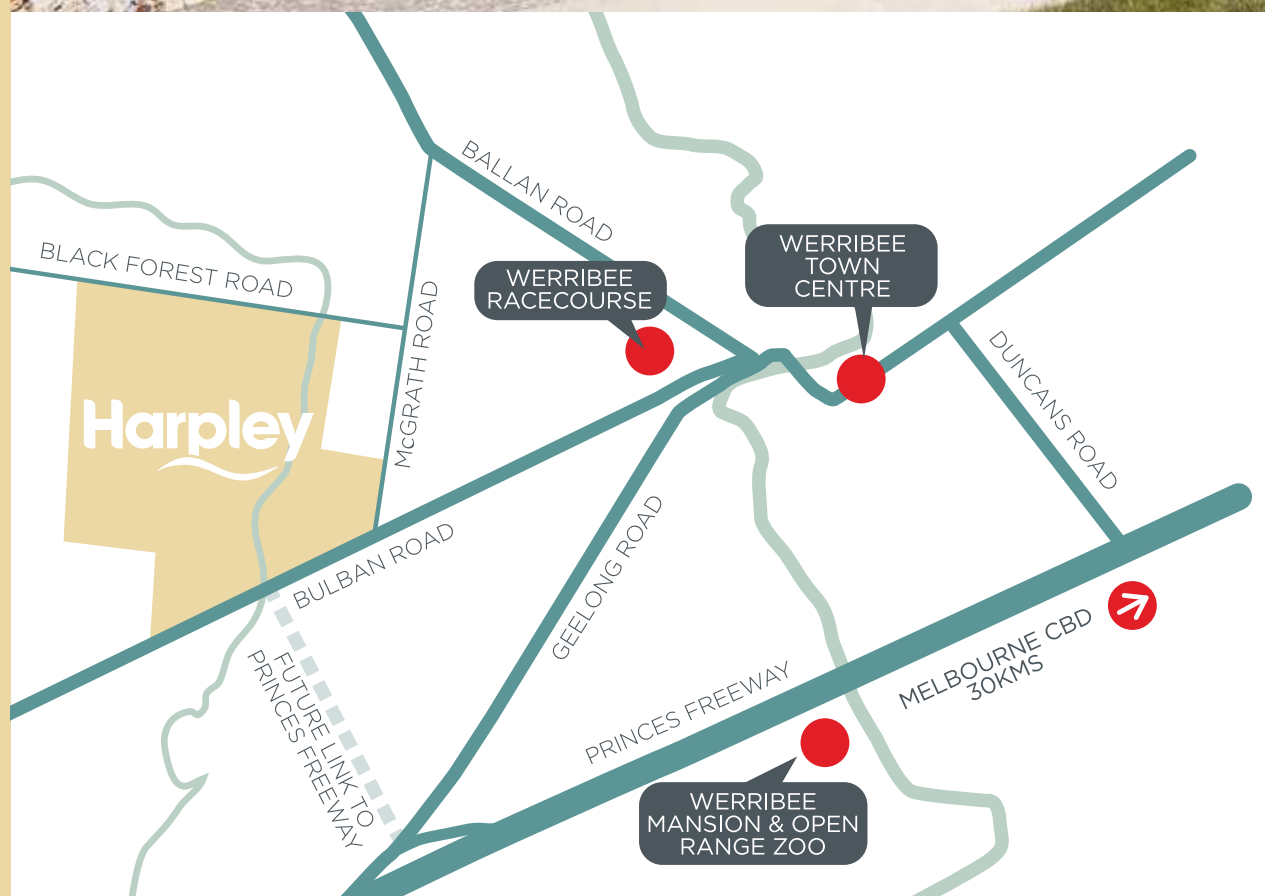 BALLAN ROAD
BLACK FOREST ROAD
WERRIBEE
TOWN
CENTRE
WERRIBEE
RACECOURSE
McGRATH ROAD
DUNCANS ROAD
Harpley
BULBAN ROAD
GEELONG ROAD
MELBOURNE CBD
30KMS
FUTURE LINK TO
PRINCES FREEWAY
PRINCES FREEWAY
WERRIBEE
MANSION & OPEN
RANGE ZOO